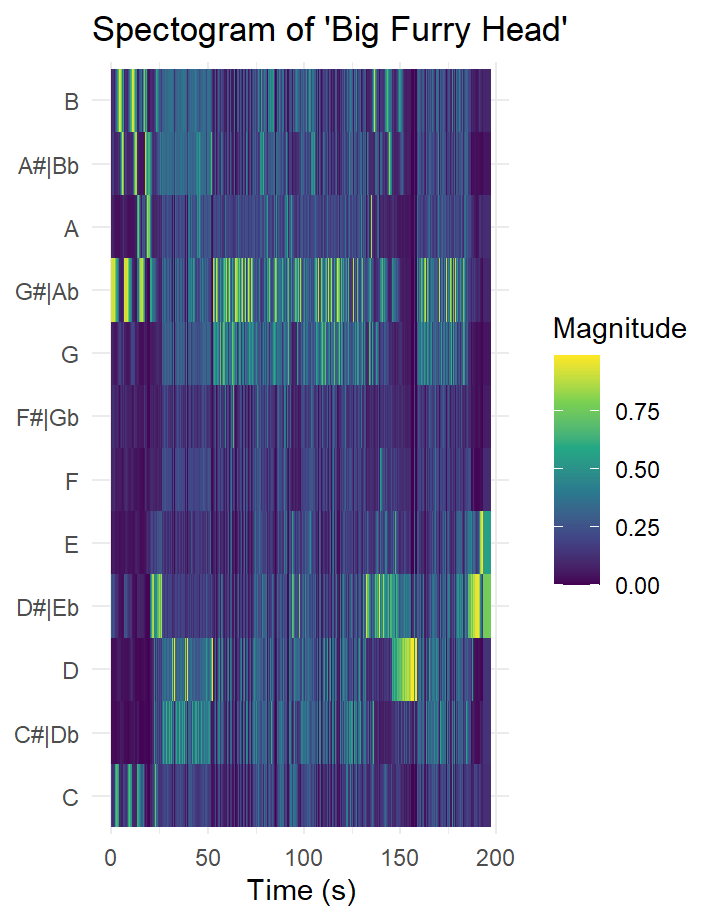 Spectogram of 'Big Furry Head'
B
A#|Bb
A
G#|Ab
G
F#|Gb
F
E
D#|Eb
D
C#|Db
C
0 50 100 150 200
Time (s)
Magnitude
0.75
0.50
0.25
0.00